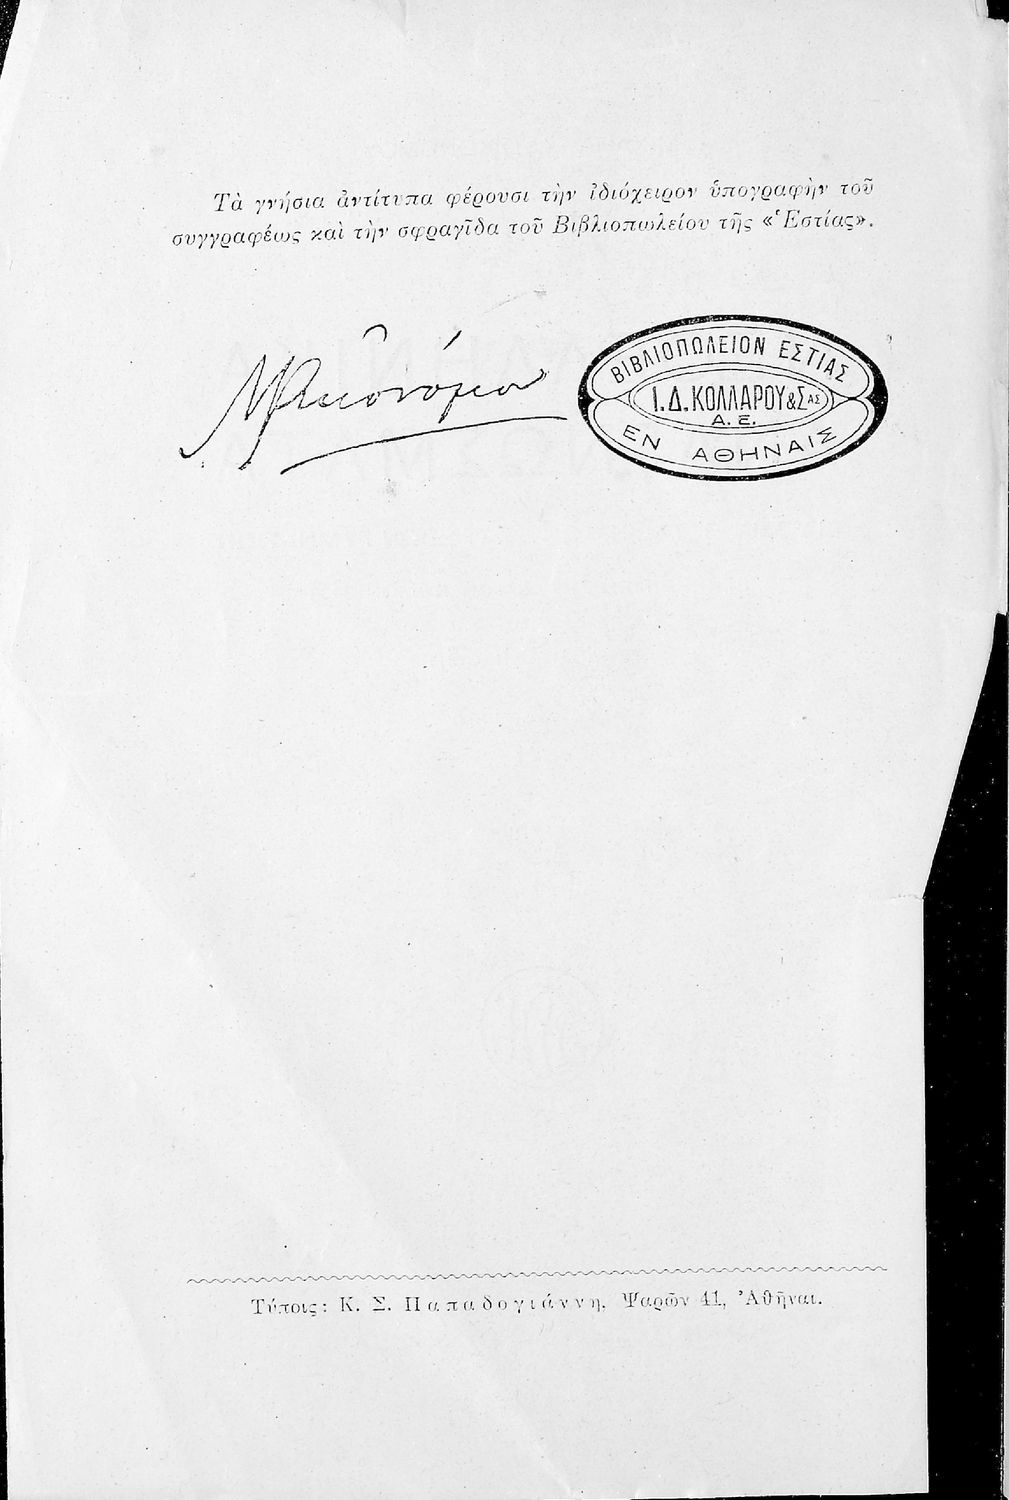 Τὰ γνήσια ἀντίτυπα φέρουσι τὴν ἰδιόχειρον ὑπογραφὴν τοῦ
συγγραφέως καὶ τὴν σφραγῖδα τοῦ Βιβλιοπωλείου τῆς «Ἑστίας».
ΒΙΒΛΙΟΠΩΛΕΙΟΝ ΕΣΤΙΑΣ
Ι.Δ.ΚΟΛΛΑΡΟΥ&ΣΑΣ
Α.Ε.
ΕΝ ΑΘΗΝΑΙΣ
Τύποις: Κ. Σ. Παπαδογιάννη, Ψαρῶν 41, Ἀθῆναι.